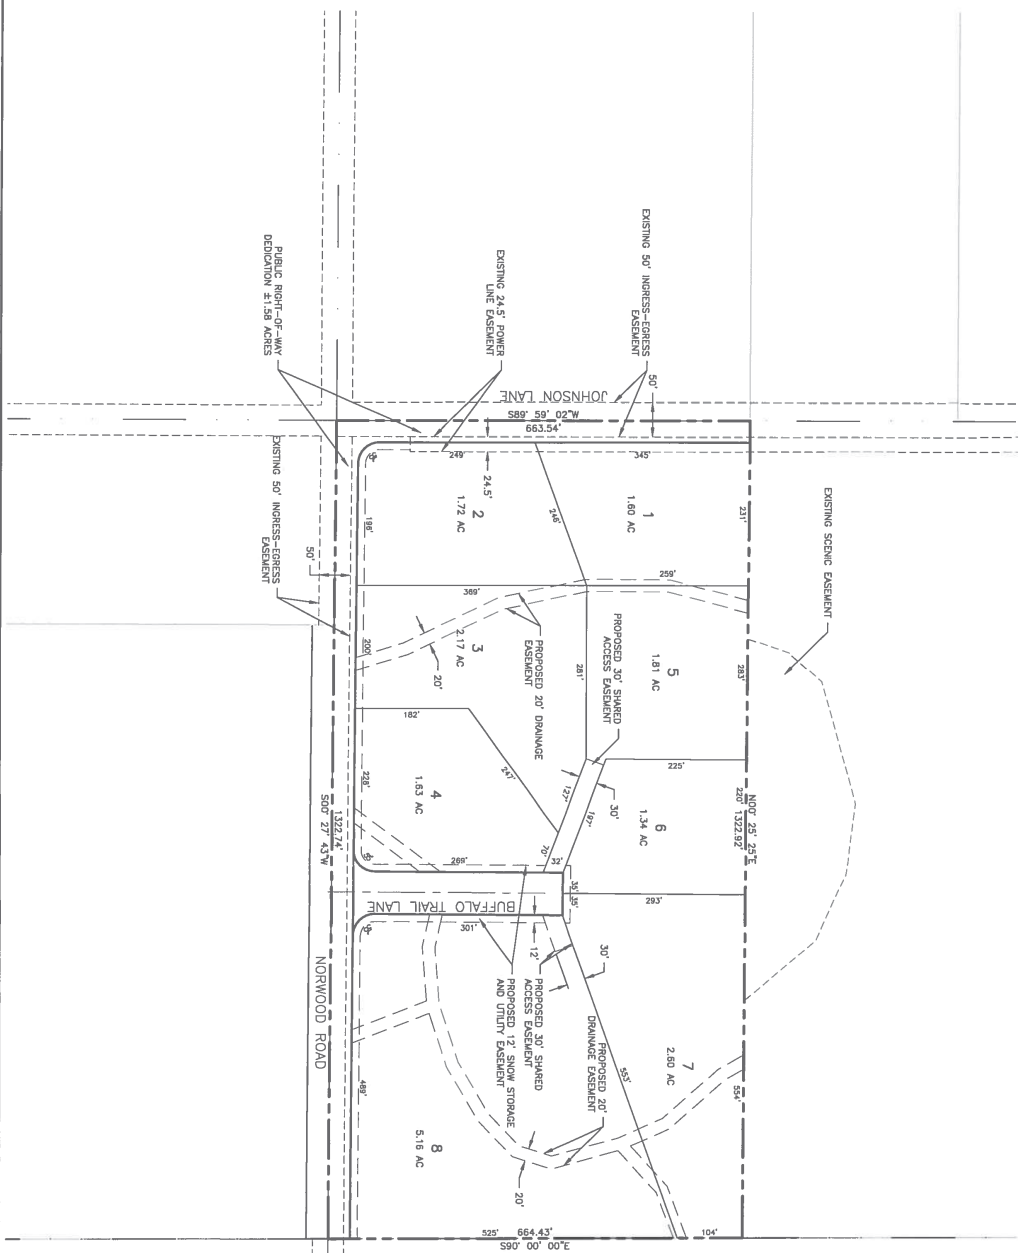 EXISTING 50' INGRESS-EGRESS
EASEMENT
EXISTING 24.5' POWER
LINE EASEMENT
PUBLIC RIGHT-OF-WAY
DEDICATION ±1.58 ACRES
50'
JOHNSON LANE
S89° 59' 02"W
663.54'
249'
345'
24.5'
EXISTING SCENIC EASEMENT
231'
1
1.60 AC
246'
2
1.72 AC
196'
EXISTING 50' INGRESS-EGRESS
EASEMENT
50'
259'
369'
3
2.17 AC
200'
20'
PROPOSED 20' DRAINAGE
EASEMENT
281'
PROPOSED 30' SHARED
ACCESS EASEMENT
5
1.81 AC
283'
182'
247'
4
1.63 AC
228'
127'
197'
30'
70'
225'
6
1.34 AC
220'
N00° 25' 25"E
1322.92'
1322.74'
S00° 27' 43"W
269'
32'
35'
35'
293'
BUFFALO TRAIL LANE
301'
12'
30'
PROPOSED 12' SNOW STORAGE
AND UTILITY EASEMENT
PROPOSED 30' SHARED
ACCESS EASEMENT
PROPOSED 20'
DRAINAGE EASEMENT
553'
7
2.60 AC
554'
NORWOOD ROAD
489'
8
5.16 AC
20'
525'
664.43'
104'
S90° 00' 00"E